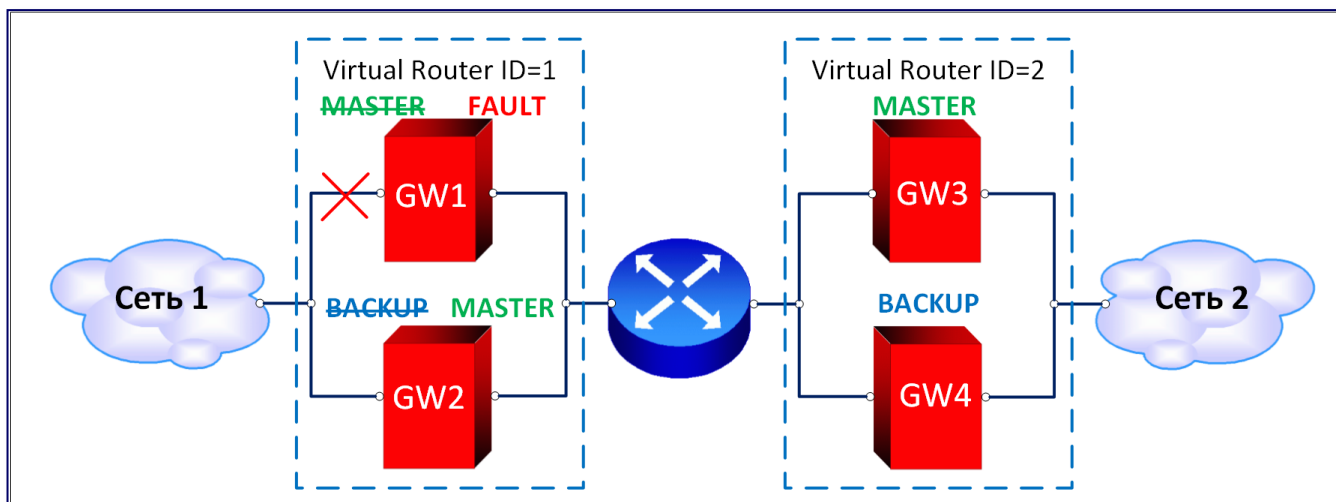 Virtual Router ID=1
MASTER FAULT
GW1
BACKUP MASTER
GW2
Сеть 1
Virtual Router ID=2
MASTER
GW3
BACKUP
GW4
Сеть 2